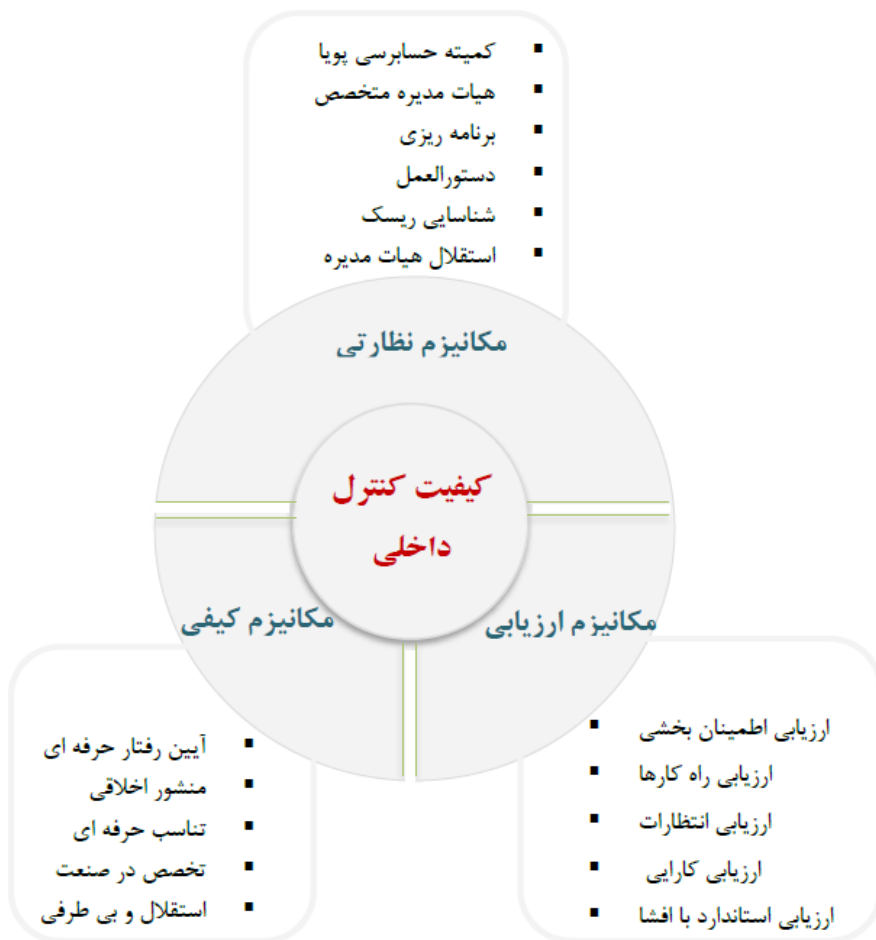 کمیته حسابرسی پویا
هیات مدیره متخصص
برنامه ریزی
دستورالعمل
شناسایی ریسک
استقلال هیات مدیره
مکانیزم نظارتی
کیفیت کنترل
داخلی
مکانیزم ارزیابی
مکانیزم کیفی
ارزیابی اطمینان بخشی
ارزیابی راه کارها
ارزیابی انتظارات
ارزیابی کارایی
ارزیابی استاندارد با افشا
آیین رفتار حرفه ای
منشور اخلاقی
تناسب حرفه ای
تخصص در صنعت
استقلال و بی طرفی